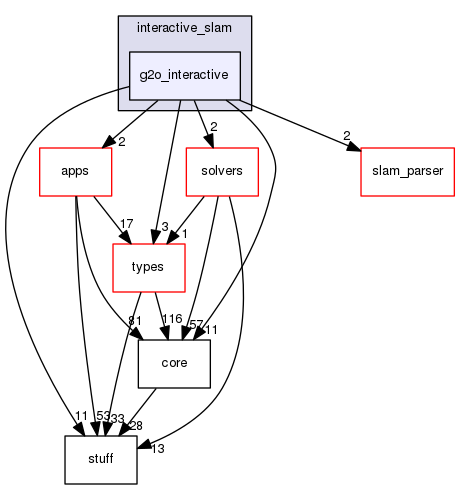 interactive_slam
g2o_interactive
2
2
2
apps
solvers
slam_parser
17
3
1
types
81
116
57
11
core
11
53
33
28
13
stuff